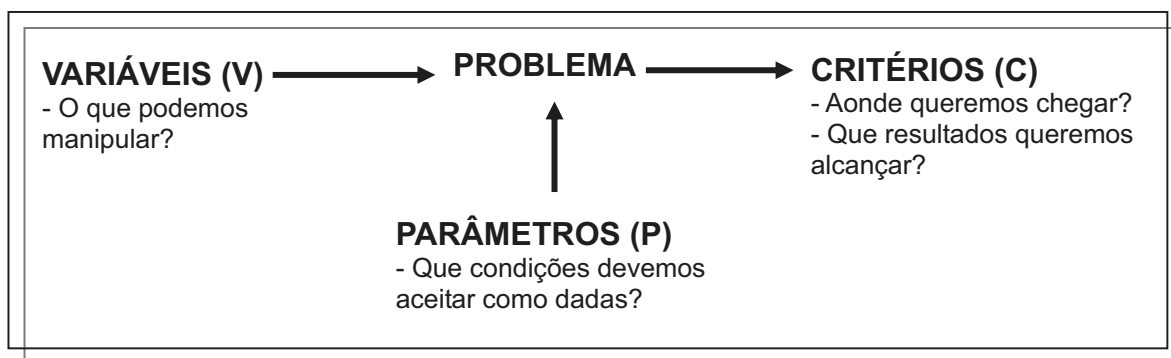 VARIÁVEIS (V)
- O que podemos
manipular?
PROBLEMA
CRITÉRIOS (C)
- Aonde queremos chegar?
- Que resultados queremos
alcançar?
PARÂMETROS (P)
- Que condições devemos
aceitar como dadas?